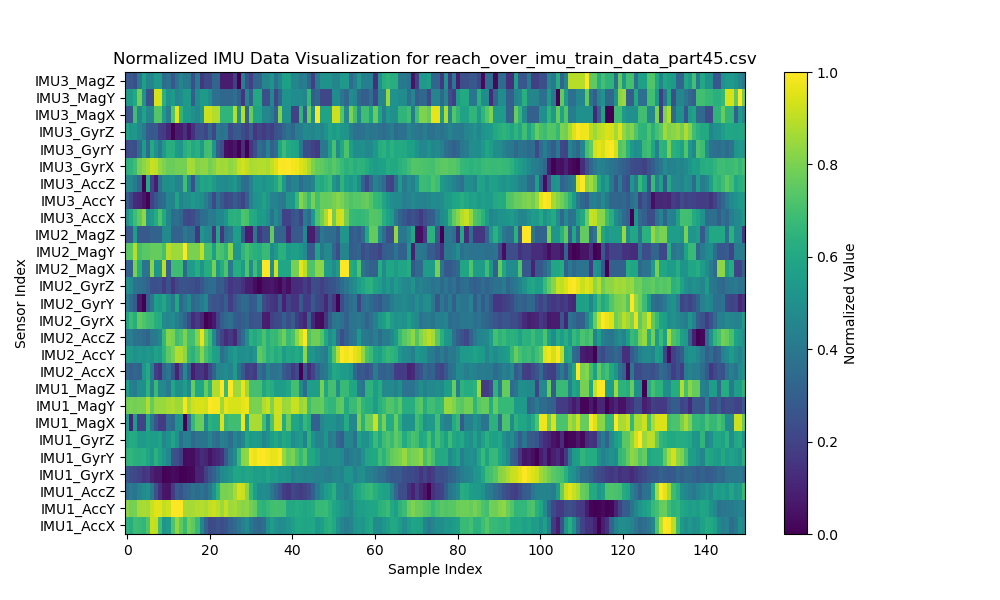 Normalized IMU Data Visualization for reach_over_imu_train_data_part45.csv
IMU3_MagZ
IMU3_MagY
IMU3_MagX
IMU3_GyrZ
IMU3_GyrY
IMU3_GyrX
IMU3_AccZ
IMU3_AccY
IMU3_AccX
IMU2_MagZ
IMU2_MagY
IMU2_MagX
IMU2_GyrZ
IMU2_GyrY
IMU2_GyrX
IMU2_AccZ
IMU2_AccY
IMU2_AccX
IMU1_MagZ
IMU1_MagY
IMU1_MagX
IMU1_GyrZ
IMU1_GyrY
IMU1_GyrX
IMU1_AccZ
IMU1_AccY
IMU1_AccX
Sensor Index
0 20 40 60 80 100 120 140
Sample Index
1.0
0.8
0.6
0.4
0.2
0.0
Normalized Value